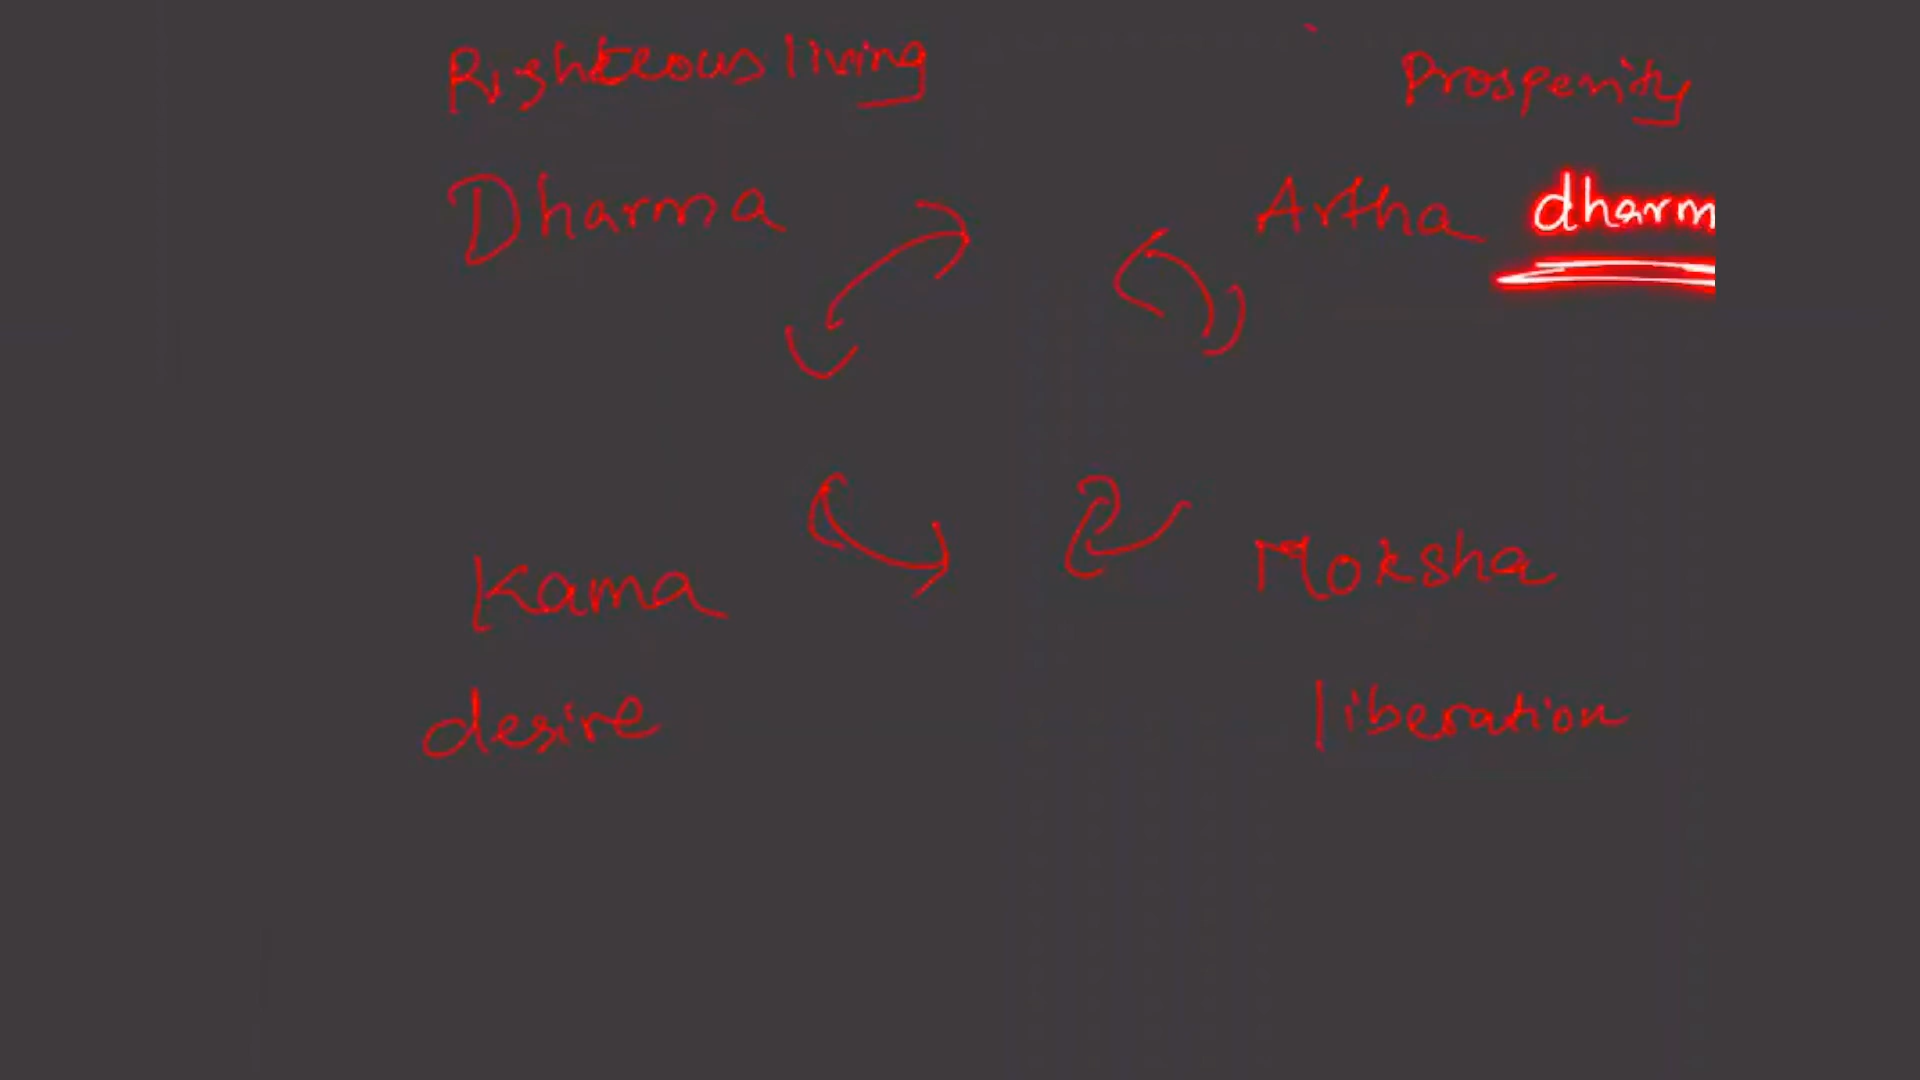 Righteous living Prosperity
Dharma Artha dharm
Kama Moksha
desire liberation